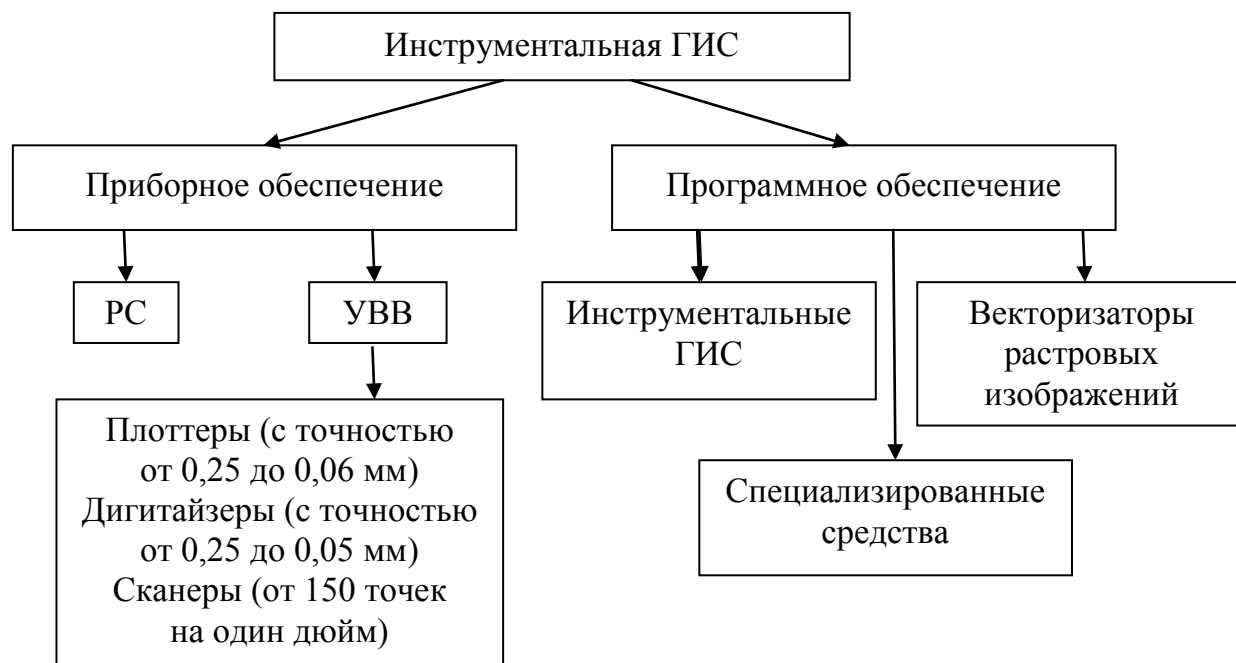 Инструментальная ГИС
Приборное обеспечение
Программное обеспечение
РС
УВВ
Инструментальные
ГИС
Векторизаторы
растровых
изображений
Плоттеры (с точностью
от 0,25 до 0,06 мм)
Дигитайзеры (с точностью
от 0,25 до 0,05 мм)
Сканеры (от 150 точек
на один дюйм)
Специализированные
средства